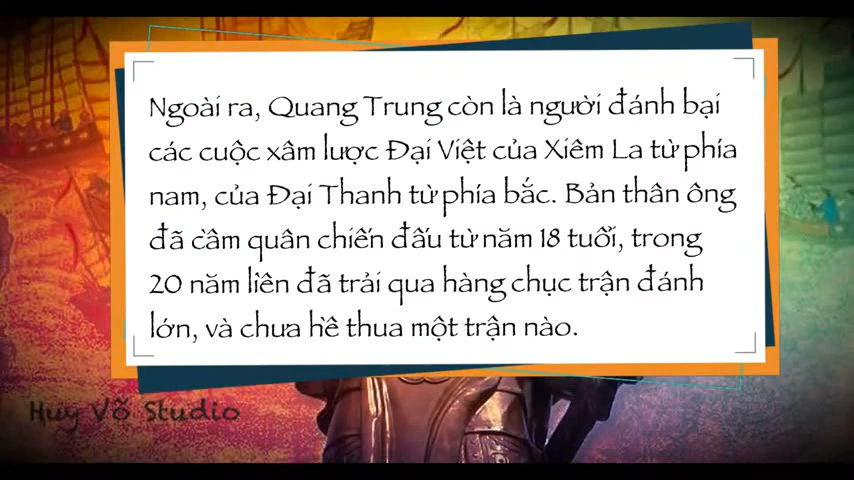 Ngoài ra, Quang Trung còn là người đánh bại
các cuộc xâm lược Đại Việt của Xiêm La từ phía
nam, của Đại Thanh từ phía bắc. Bản thân ông
đã cầm quân chiến đấu từ năm 18 tuổi, trong
20 năm liền đã trải qua hàng chục trận đánh
lớn, và chưa hề thua một trận nào.
Huy Võ Studio